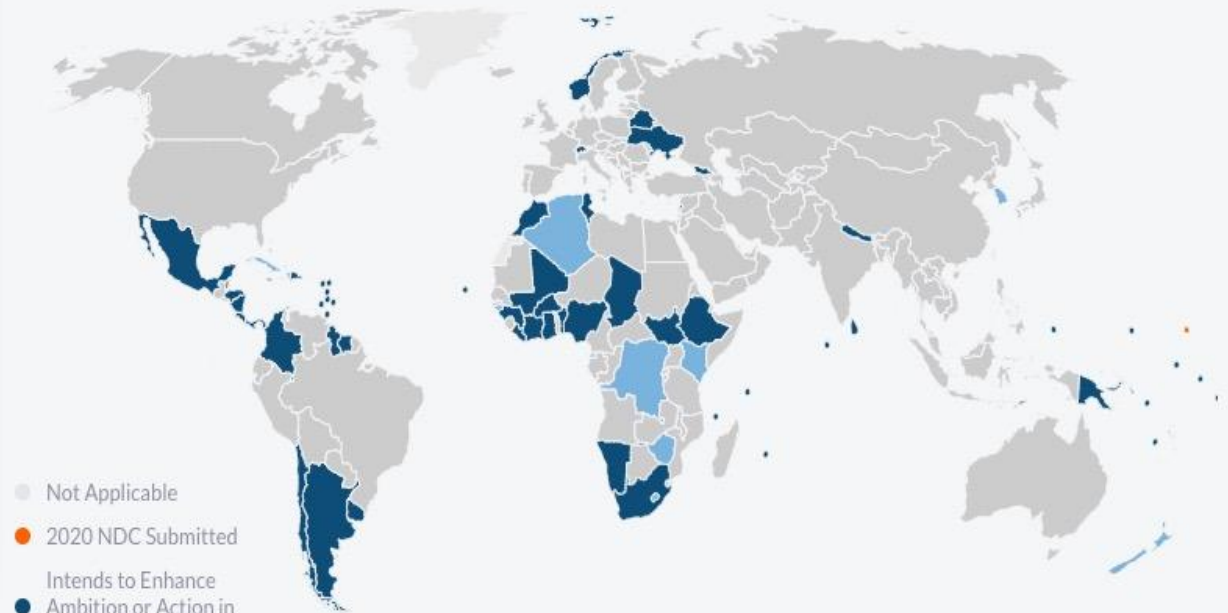 Not Applicable
2020 NDC Submitted
Intends to Enhance
Ambition or Action in